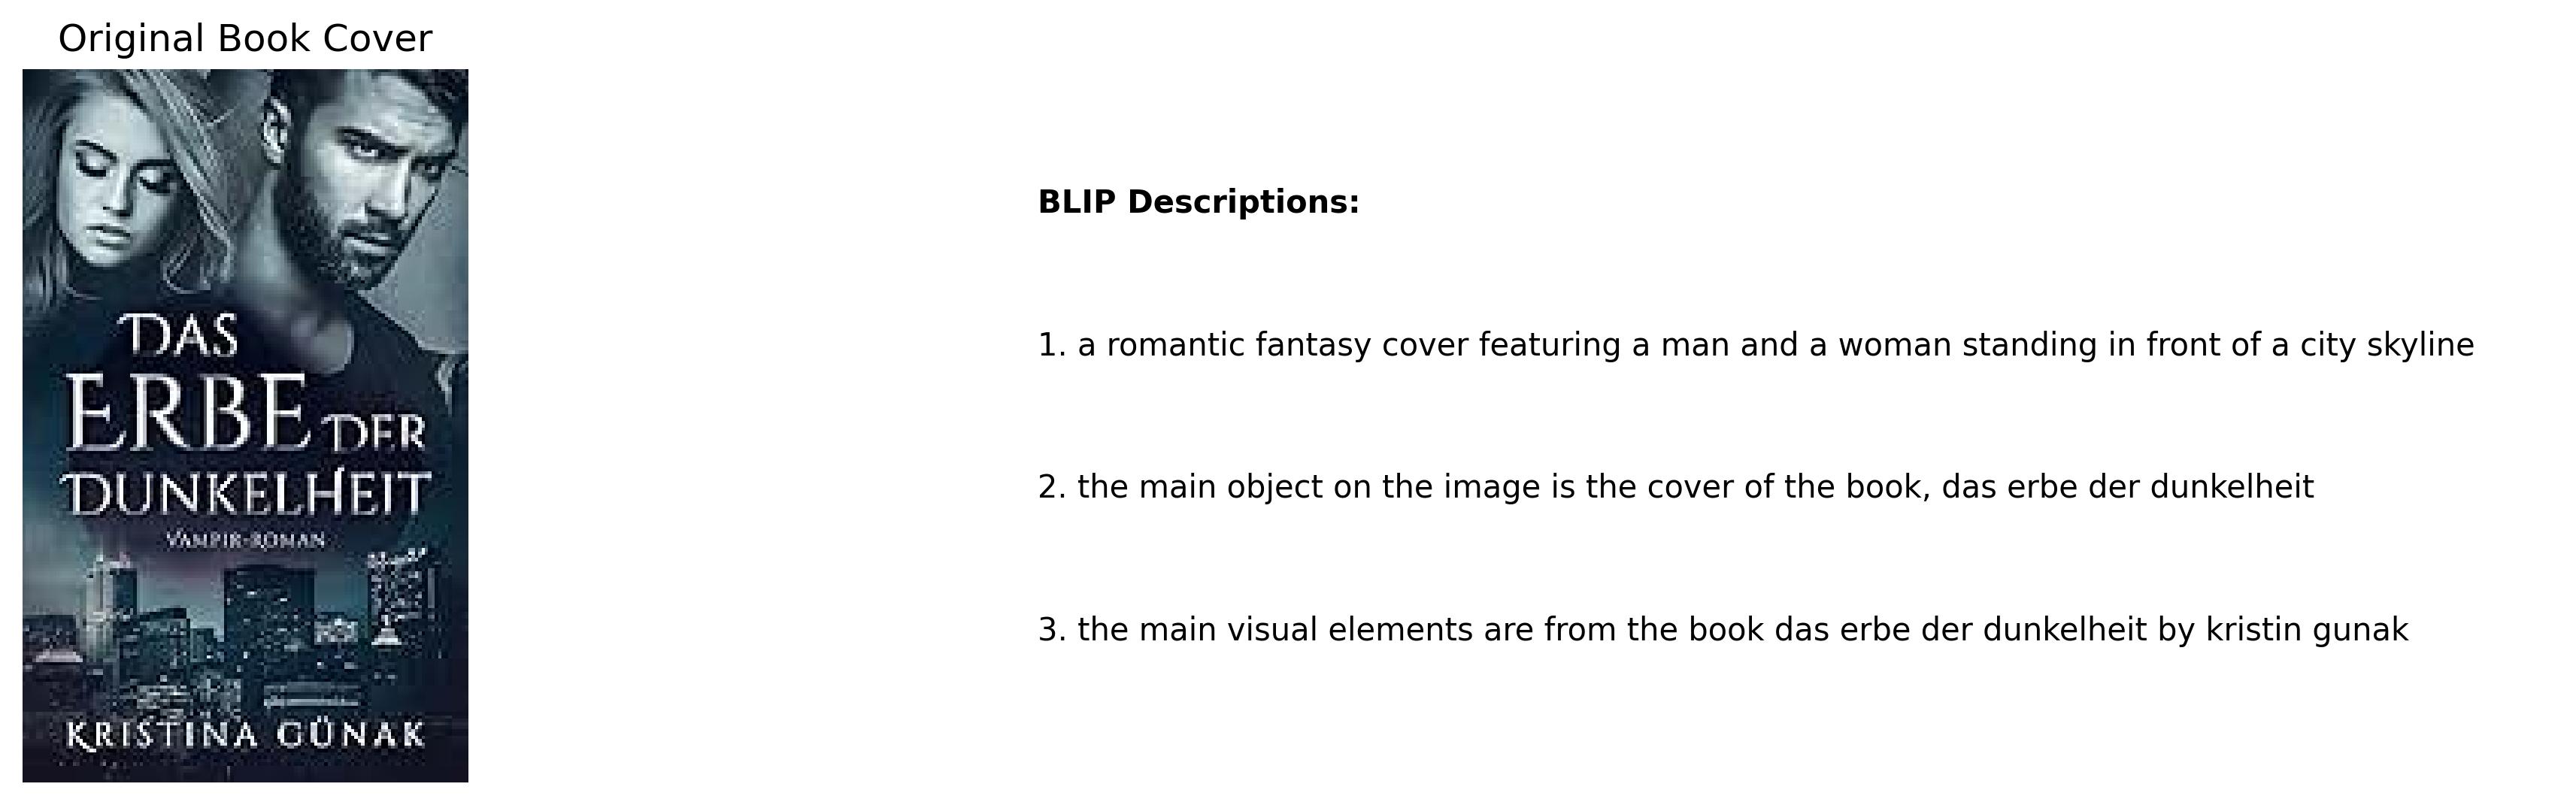 Original Book Cover
DAS
ERBE DER
DUNKELHEIT
VAMPIR-ROMAN
KRISTINA GÜNAK
BLIP Descriptions:
1. a romantic fantasy cover featuring a man and a woman standing in front of a city skyline
2. the main object on the image is the cover of the book, das erbe der dunkelheit
3. the main visual elements are from the book das erbe der dunkelheit by kristin gunak